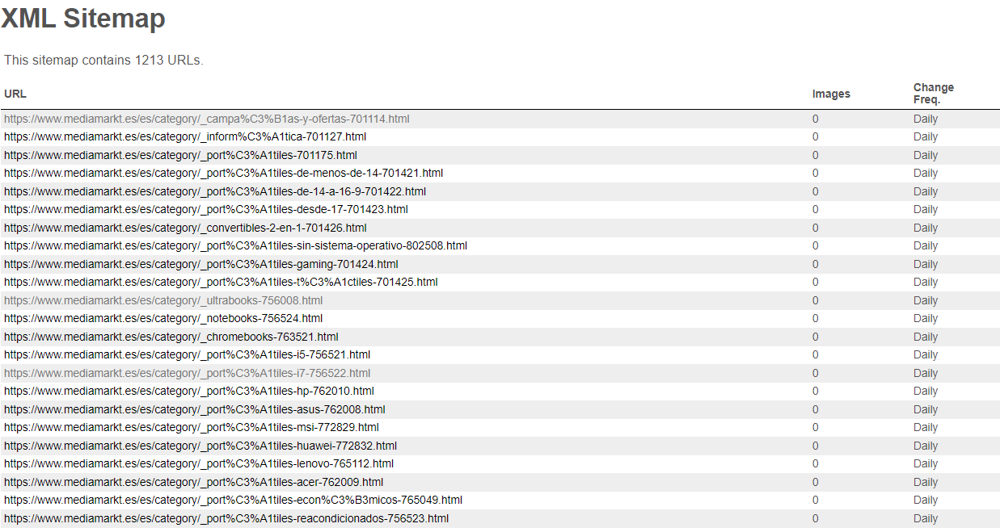 XML Sitemap
This sitemap contains 1213 URLs.
URL Images Change Freq.
https://www.mediamarkt.es/es/category/_campa%C3%B1as-y-ofertas-701114.html 0 Daily
https://www.mediamarkt.es/es/category/_inform%C3%A1tica-701127.html 0 Daily
https://www.mediamarkt.es/es/category/_port%C3%A1tiles-701175.html 0 Daily
https://www.mediamarkt.es/es/category/_port%C3%A1tiles-de-menos-de-14-701421.html 0 Daily
https://www.mediamarkt.es/es/category/_port%C3%A1tiles-de-14-a-16-9-701422.html 0 Daily
https://www.mediamarkt.es/es/category/_port%C3%A1tiles-desde-17-701423.html 0 Daily
https://www.mediamarkt.es/es/category/_convertibles-2-en-1-701426.html 0 Daily
https://www.mediamarkt.es/es/category/_port%C3%A1tiles-sin-sistema-operativo-802508.html 0 Daily
https://www.mediamarkt.es/es/category/_port%C3%A1tiles-gaming-701424.html 0 Daily
https://www.mediamarkt.es/es/category/_port%C3%A1tiles-t%C3%A1ctiles-701425.html 0 Daily
https://www.mediamarkt.es/es/category/_ultrabooks-756008.html 0 Daily
https://www.mediamarkt.es/es/category/_notebooks-756524.html 0 Daily
https://www.mediamarkt.es/es/category/_chromebooks-763521.html 0 Daily
https://www.mediamarkt.es/es/category/_port%C3%A1tiles-i5-756521.html 0 Daily
https://www.mediamarkt.es/es/category/_port%C3%A1tiles-i7-756522.html 0 Daily
https://www.mediamarkt.es/es/category/_port%C3%A1tiles-hp-762010.html 0 Daily
https://www.mediamarkt.es/es/category/_port%C3%A1tiles-asus-762008.html 0 Daily
https://www.mediamarkt.es/es/category/_port%C3%A1tiles-msi-772829.html 0 Daily
https://www.mediamarkt.es/es/category/_port%C3%A1tiles-huawei-772832.html 0 Daily
https://www.mediamarkt.es/es/category/_port%C3%A1tiles-lenovo-765112.html 0 Daily
https://www.mediamarkt.es/es/category/_port%C3%A1tiles-acer-762009.html 0 Daily
https://www.mediamarkt.es/es/category/_port%C3%A1tiles-econ%C3%B3micos-765049.html 0 Daily
https://www.mediamarkt.es/es/category/_port%C3%A1tiles-reacondicionados-756523.html 0 Daily